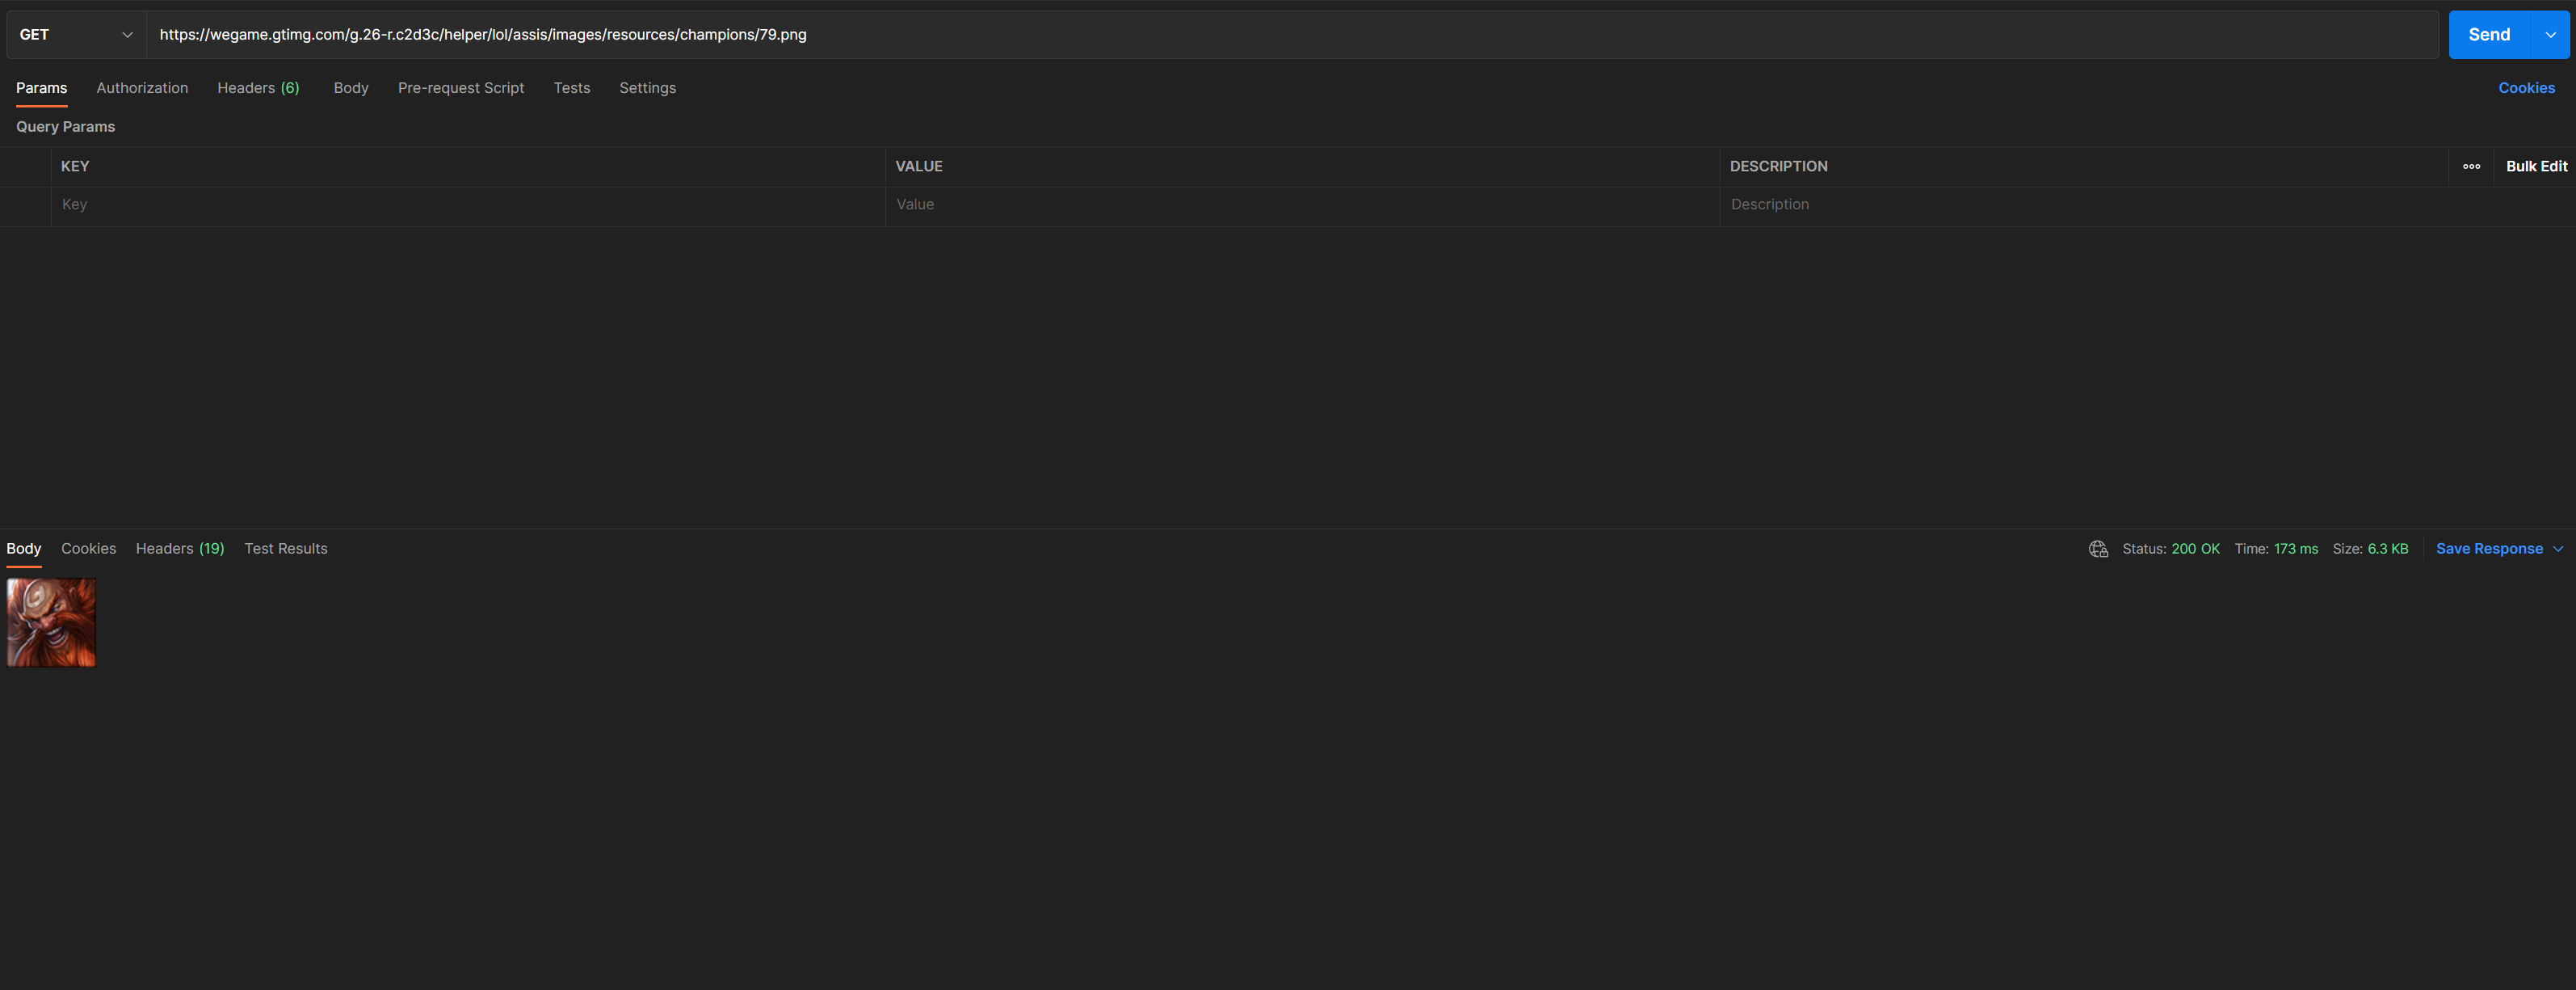 GET https://wegame.gtimg.com/g.26-r.c2d3c/helper/lol/assis/images/resources/champions/79.png Send
Params Authorization Headers (6) Body Pre-request Script Tests Settings Cookies
Query Params
KEY VALUE DESCRIPTION ooo Bulk Edit
Key Value Description
Body Cookies Headers (19) Test Results Status: 200 OK Time: 173 ms Size: 6.3 KB Save Response